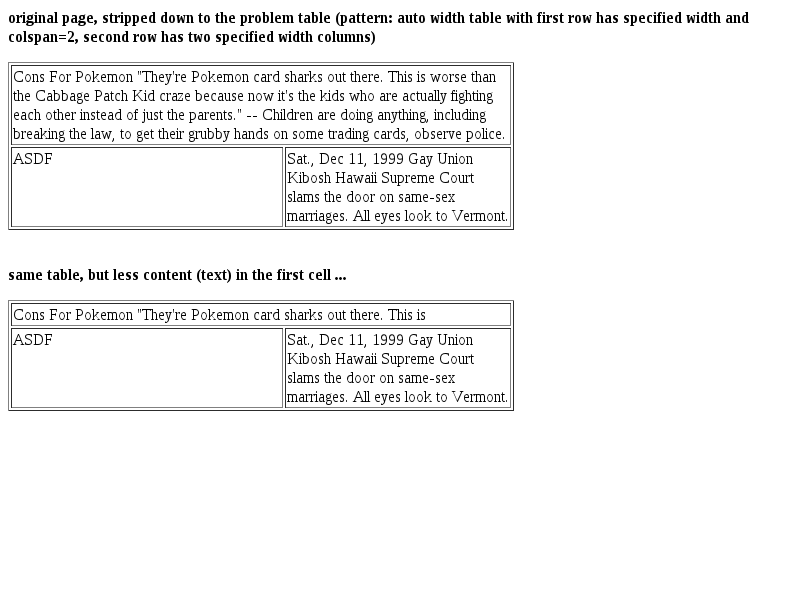 original page, stripped down to the problem table (pattern: auto width table with first row has specified width and
colspan=2, second row has two specified width columns)
Cons For Pokemon "They're Pokemon card sharks out there. This is worse than
the Cabbage Patch Kid craze because now it's the kids who are actually fighting
each other instead of just the parents." -- Children are doing anything, including
breaking the law, to get their grubby hands on some trading cards, observe police.
ASDF
Sat., Dec 11, 1999 Gay Union
Kibosh Hawaii Supreme Court
slams the door on same-sex
marriages. All eyes look to Vermont.
same table, but less content (text) in the first cell ...
Cons For Pokemon "They're Pokemon card sharks out there. This is
ASDF
Sat., Dec 11, 1999 Gay Union
Kibosh Hawaii Supreme Court
slams the door on same-sex
marriages. All eyes look to Vermont.